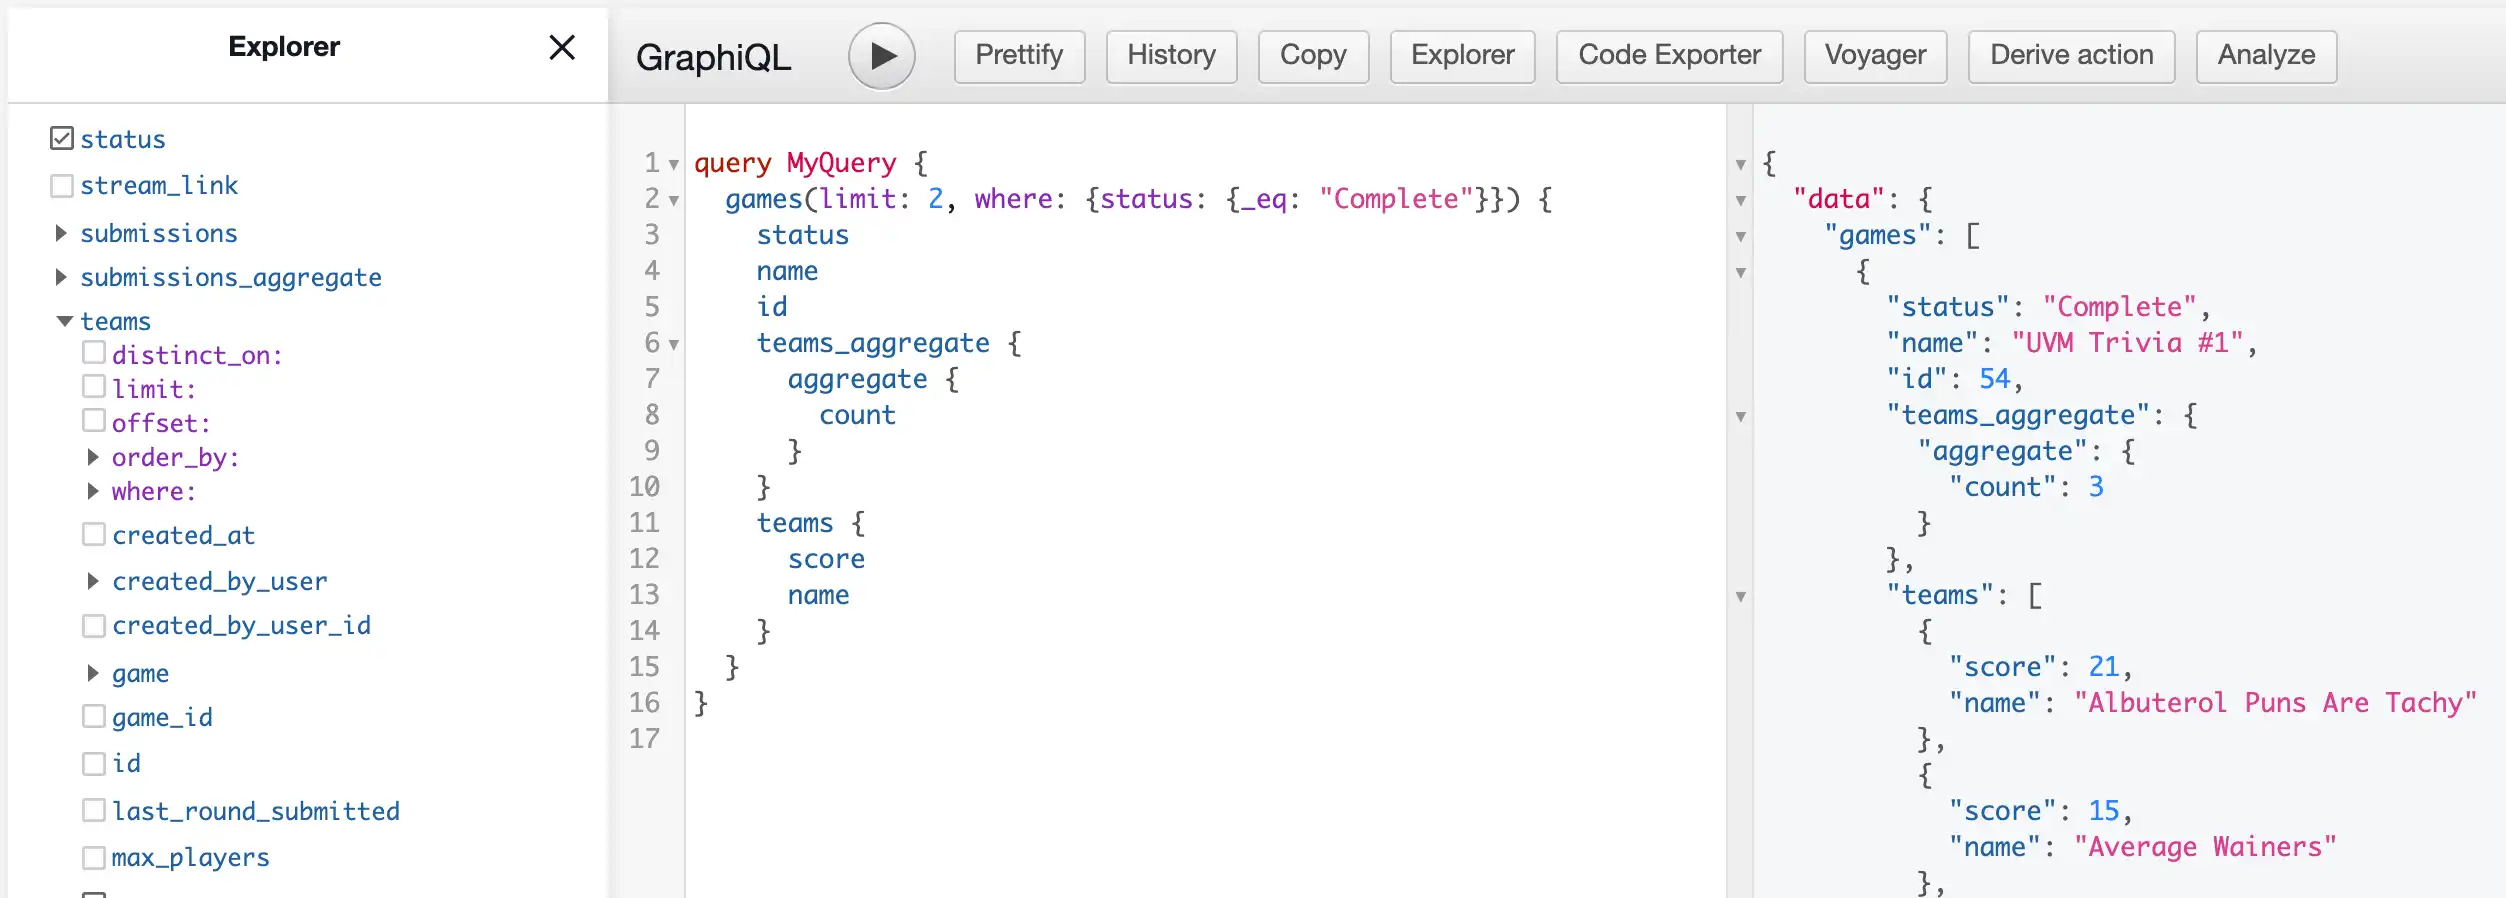 Explorer
status
stream_link
submissions
submissions_aggregate
teams
distinct_on:
limit:
offset:
order_by:
where:
created_at
created_by_user
created_by_user_id
game
game_id
id
last_round_submitted
max_players
GraphiQL
Prettify
History
Copy
Explorer
Code Exporter
Voyager
Derive action
Analyze
1 query MyQuery {
2 games(limit: 2, where: {status: {_eq: "Complete"}}) {
3 status
4 name
5 id
6 teams_aggregate {
7 aggregate {
8 count
9 }
10 }
11 teams {
12 score
13 name
14 }
15 }
16 }
17
{
"data": {
"games": [
{
"status": "Complete",
"name": "UVM Trivia #1",
"id": 54,
"teams_aggregate": {
"aggregate": {
"count": 3
}
},
"teams": [
{
"score": 21,
"name": "Albuterol Puns Are Tachy"
},
{
"score": 15,
"name": "Average Wainers"
},